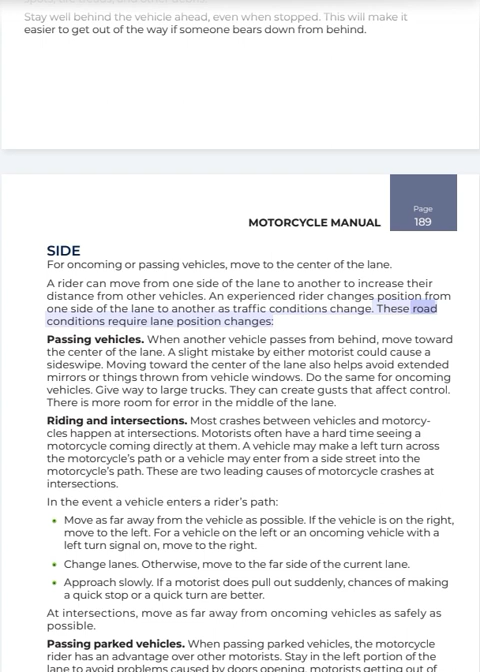 Stay well behind the vehicle ahead, even when stopped. This will make it
easier to get out of the way if someone bears down from behind.
Page
MOTORCYCLE MANUAL 189
SIDE
For oncoming or passing vehicles, move to the center of the lane.
A rider can move from one side of the lane to another to increase their
distance from other vehicles. An experienced rider changes position from
one side of the lane to another as traffic conditions change. These road
conditions require lane position changes:
Passing vehicles. When another vehicle passes from behind, move toward
the center of the lane. A slight mistake by either motorist could cause a
sideswipe. Moving toward the center of the lane also helps avoid extended
mirrors or things thrown from vehicle windows. Do the same for oncoming
vehicles. Give way to large trucks. They can create gusts that affect control.
There is more room for error in the middle of the lane.
Riding and intersections. Most crashes between vehicles and motorcy-
cles happen at intersections. Motorists often have a hard time seeing a
motorcycle coming directly at them. A vehicle may make a left turn across
the motorcycle's path or a vehicle may enter from a side street into the
motorcycle's path. These are two leading causes of motorcycle crashes at
intersections.
In the event a vehicle enters a rider's path:
• Move as far away from the vehicle as possible. If the vehicle is on the right,
move to the left. For a vehicle on the left or an oncoming vehicle with a
left turn signal on, move to the right.
• Change lanes. Otherwise, move to the far side of the current lane.
• Approach slowly. If a motorist does pull out suddenly, chances of making
a quick stop or a quick turn are better.
At intersections, move as far away from oncoming vehicles as safely as
possible.
Passing parked vehicles. When passing parked vehicles, the motorcycle
rider has an advantage over other motorists. Stay in the left portion of the
lane to avoid problems caused by doors opening, motorists getting out of